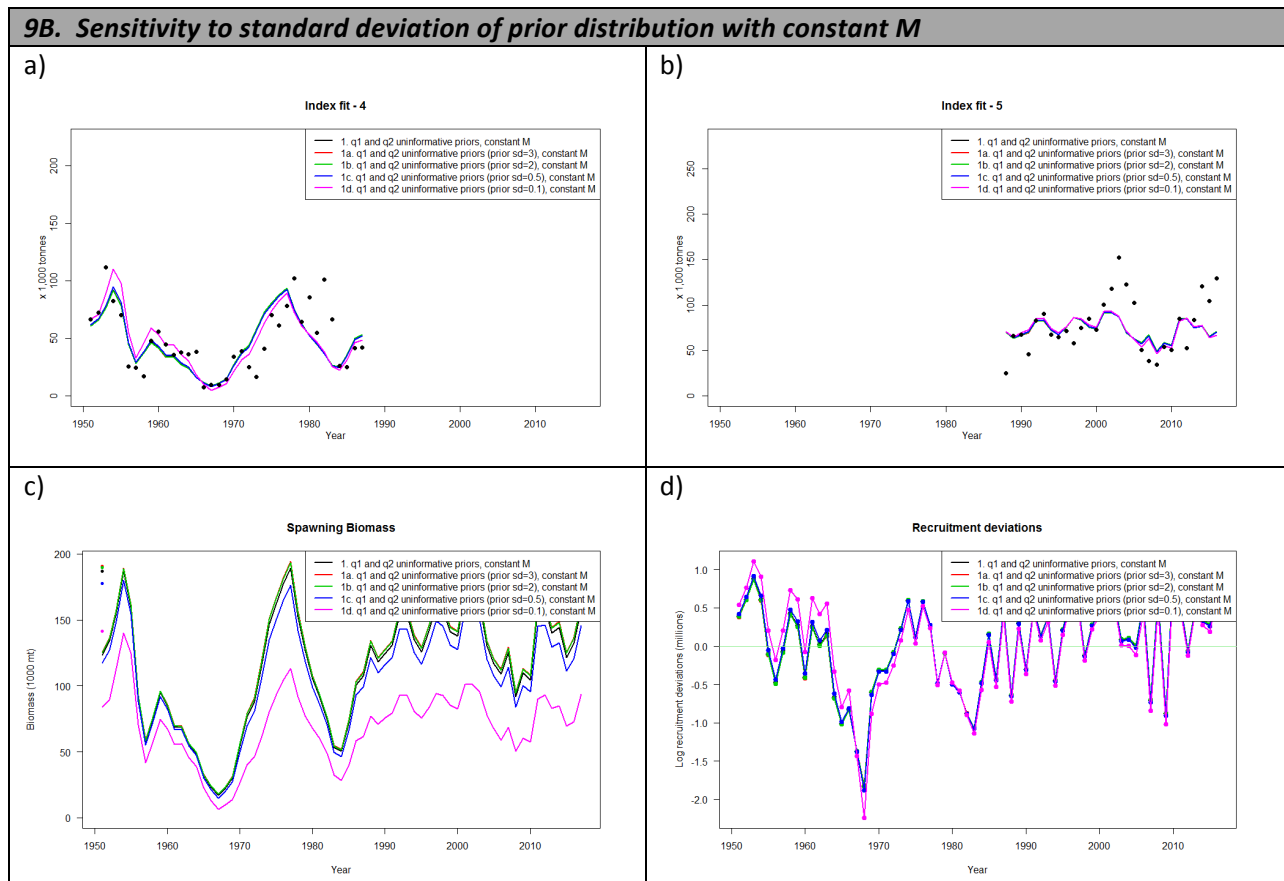 9B. Sensitivity to standard deviation of prior distribution with constant M
a)
Index fit - 4
1. q1 and q2 uninformative priors, constant M
1a. q1 and q2 uninformative priors (prior sd=3), constant M
1b. q1 and q2 uninformative priors (prior sd=2), constant M
1c. q1 and q2 uninformative priors (prior sd=0.5), constant M
1d. q1 and q2 uninformative priors (prior sd=0.1), constant M
x 1,000 tonnes
200
150
100
50
0
1950 1960 1970 1980 1990 2000 2010
Year
b)
Index fit - 5
1. q1 and q2 uninformative priors, constant M
1a. q1 and q2 uninformative priors (prior sd=3), constant M
1b. q1 and q2 uninformative priors (prior sd=2), constant M
1c. q1 and q2 uninformative priors (prior sd=0.5), constant M
1d. q1 and q2 uninformative priors (prior sd=0.1), constant M
x 1,000 tonnes
250
200
150
100
50
0
1950 1960 1970 1980 1990 2000 2010
Year
c)
Spawning Biomass
1. q1 and q2 uninformative priors, constant M
1a. q1 and q2 uninformative priors (prior sd=3), constant M
1b. q1 and q2 uninformative priors (prior sd=2), constant M
1c. q1 and q2 uninformative priors (prior sd=0.5), constant M
1d. q1 and q2 uninformative priors (prior sd=0.1), constant M
Biomass (1000 mt)
200
150
100
50
0
1950 1960 1970 1980 1990 2000 2010
Year
d)
Recruitment deviations
1. q1 and q2 uninformative priors, constant M
1a. q1 and q2 uninformative priors (prior sd=3), constant M
1b. q1 and q2 uninformative priors (prior sd=2), constant M
1c. q1 and q2 uninformative priors (prior sd=0.5), constant M
1d. q1 and q2 uninformative priors (prior sd=0.1), constant M
Log recruitment deviations (millions)
1.0
0.5
0.0
-0.5
-1.0
-1.5
-2.0
1950 1960 1970 1980 1990 2000 2010
Year